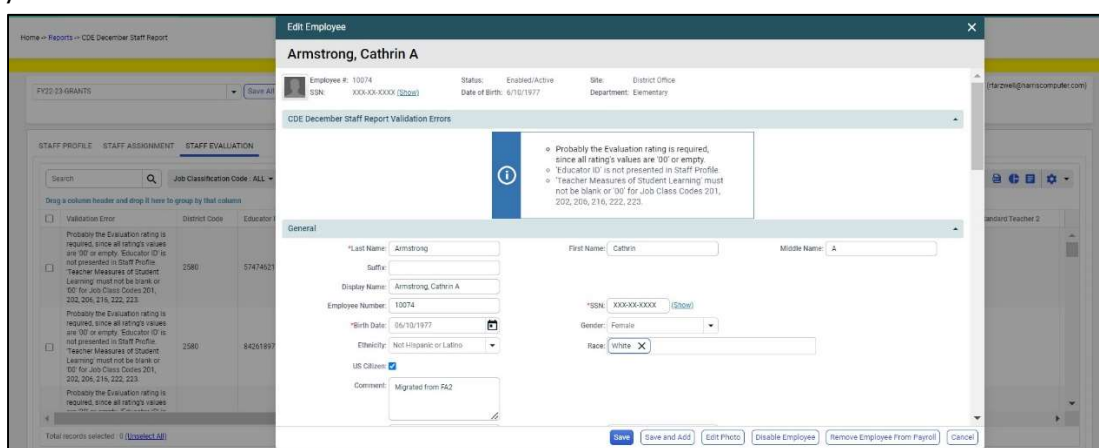 Edit Employee
Home -> Reports -> CDE December Staff Report
Armstrong, Cathrin A
Employee #: 10074
Status: Enabled/Active
Site: District Office
SSN: XXX-XX-XXXX (Show)
Date of Birth: 6/10/1977
Department: Elementary
FY22-23-GRANTS
Save All
CDE December Staff Report Validation Errors
Probably the Evaluation rating is required,
since all rating's values are '00' or empty.
'Educator ID' is not presented in Staff Profile.
'Teacher Measures of Student Learning' must
not be blank or '00' for Job Class Codes 201,
202, 206, 216, 222, 223.
STAFF PROFILE STAFF ASSIGNMENT STAFF EVALUATION
Search
Job Classification Code : ALL
Drag a column header and drop it here to group by that column
Validation Error
District Code
Educator
Probably the Evaluation rating is
required, since all rating's values
are '00' or empty. 'Educator ID' is
not presented in Staff Profile.
'Teacher Measures of Student
Learning' must not be blank or
'00' for Job Class Codes 201,
202, 206, 216, 222, 223.
2580
57474621
Probably the Evaluation rating is
required, since all rating's values
are '00' or empty. 'Educator ID' is
not presented in Staff Profile.
'Teacher Measures of Student
Learning' must not be blank or
'00' for Job Class Codes 201,
202, 206, 216, 222, 223.
2580
84261897
Probably the Evaluation rating is
required, since all rating's values
Total records selected : 0 (Unselect All)
General
*Last Name: Armstrong
First Name: Cathrin
Middle Name: A
Suffix:
Display Name: Armstrong, Cathrin A
Employee Number: 10074
*SSN: XXX-XX-XXXX (Show)
*Birth Date: 06/10/1977
Gender: Female
Ethnicity: Not Hispanic or Latino
Race: White X
US Citizen:
Comment: Migrated from FA2
Save
Save and Add
Edit Photo
Disable Employee
Remove Employee From Payroll
Cancel
Teacher 2